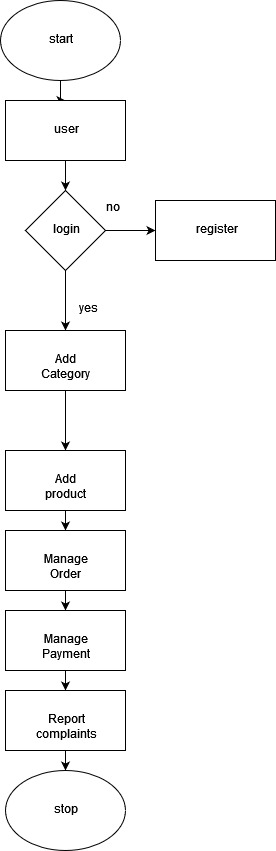 start
user
no
login
register
yes
Add
Category
Add
product
Manage
Order
Manage
Payment
Report
complaints
stop